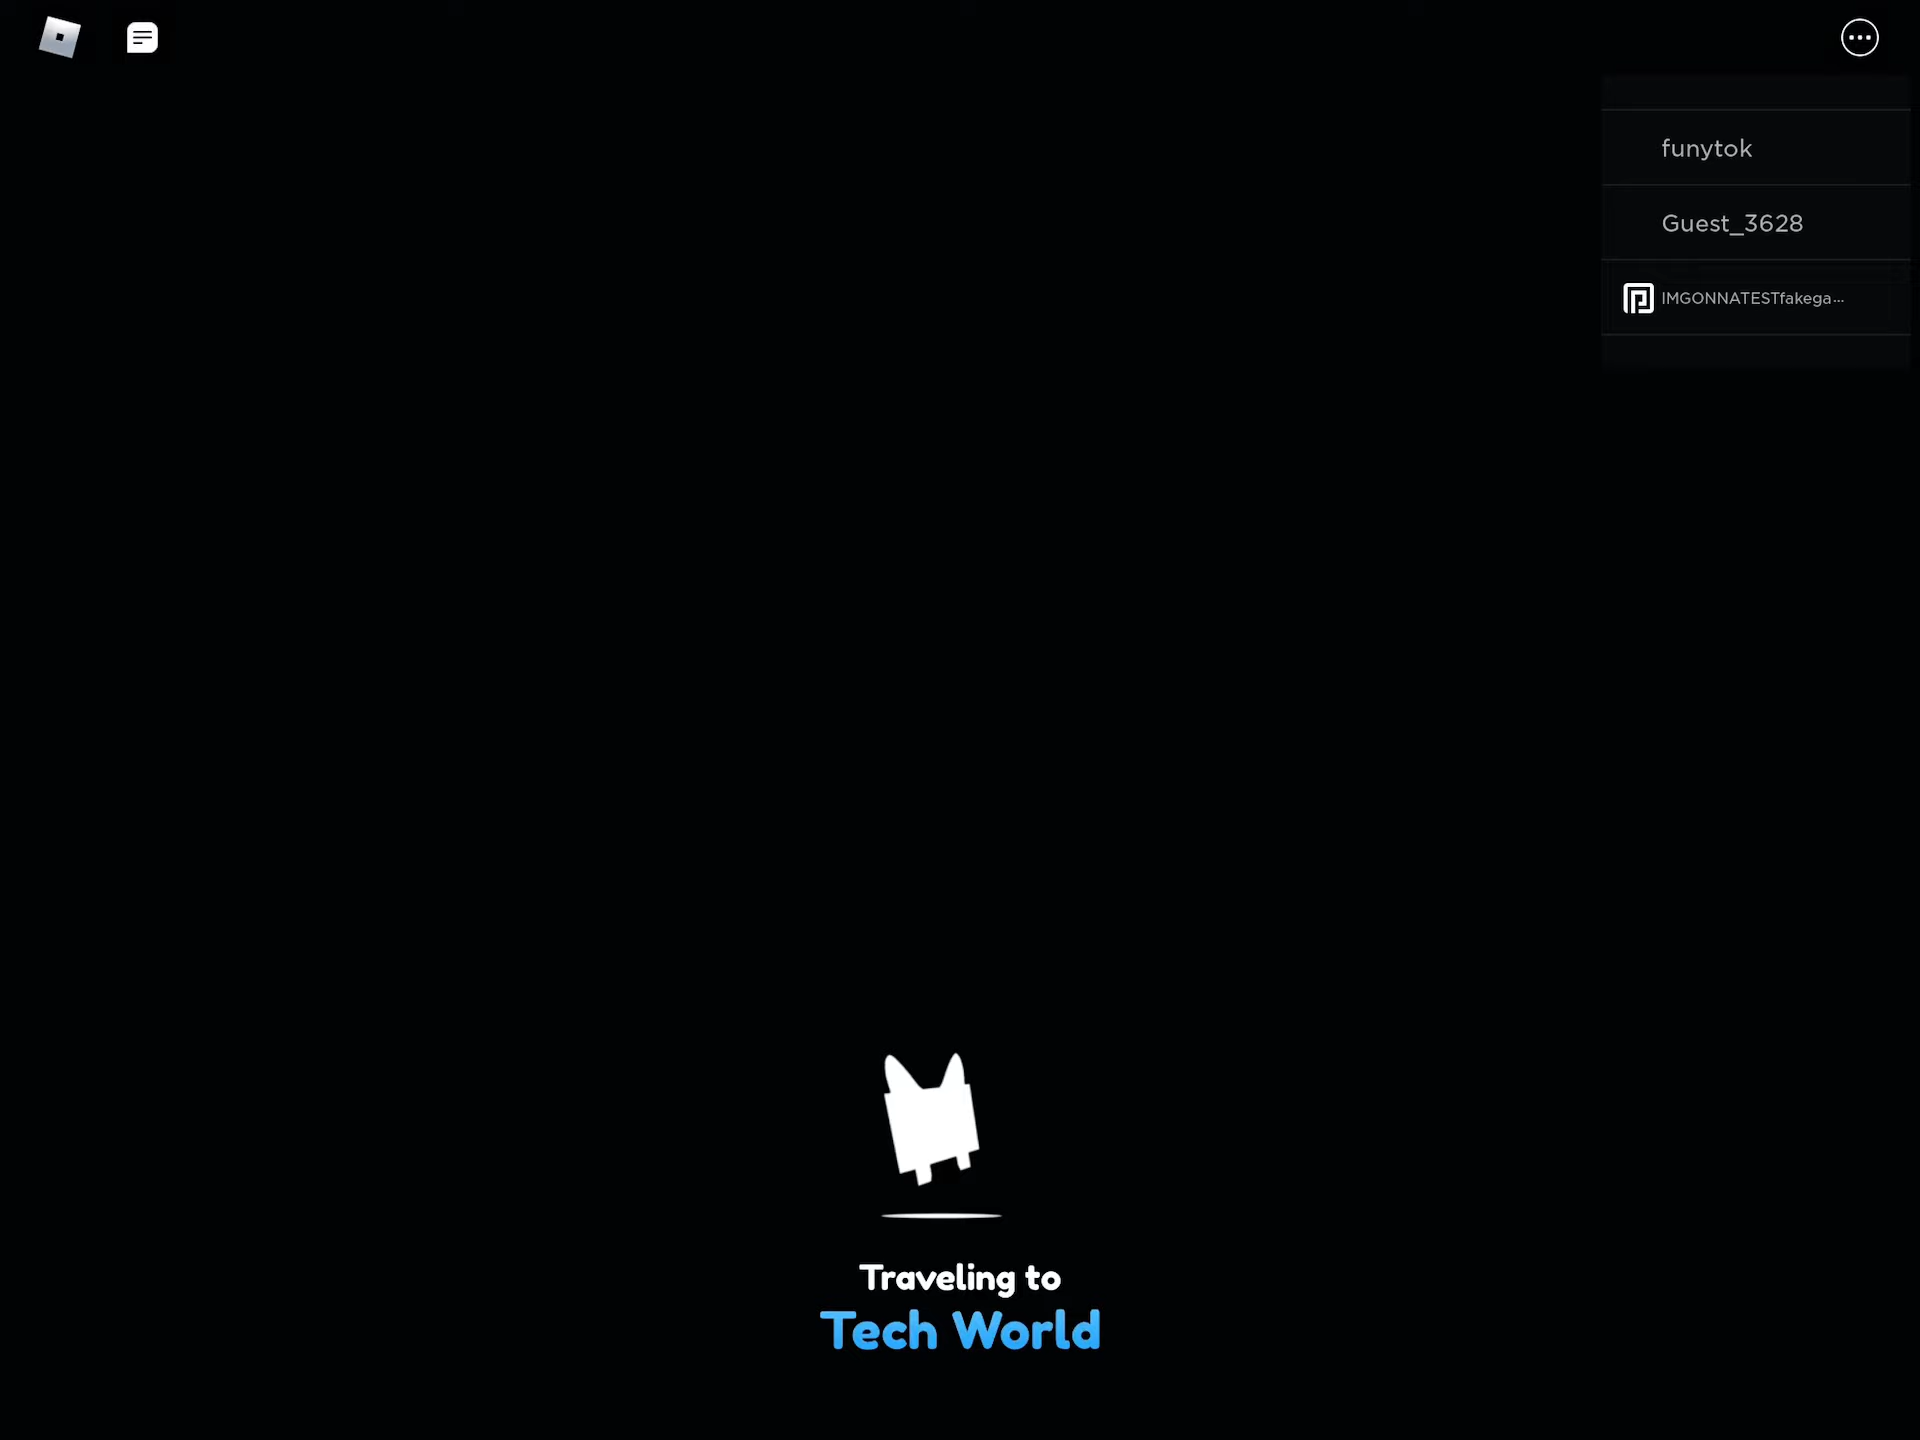 funytok
Guest_3628
IMGONNATESTfakega...
Traveling to
Tech World